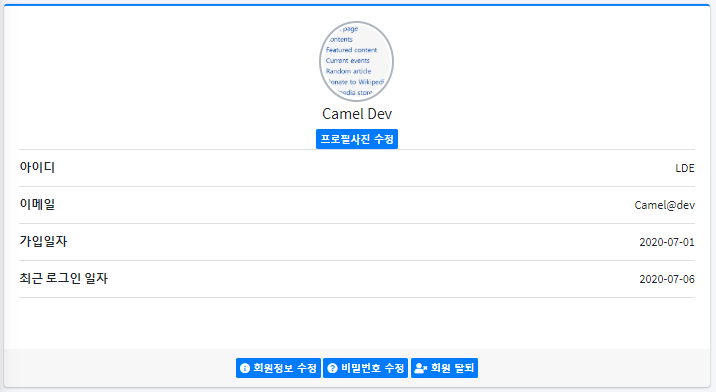 page
ontents
Featured content
Current events
Random article
onate to Wikipedi
pedia store
Camel Dev
프로필사진 수정
아이디 LDE
이메일 Camel@dev
가입일자 2020-07-01
최근 로그인 일자 2020-07-06
회원정보 수정 비밀번호 수정 회원 탈퇴